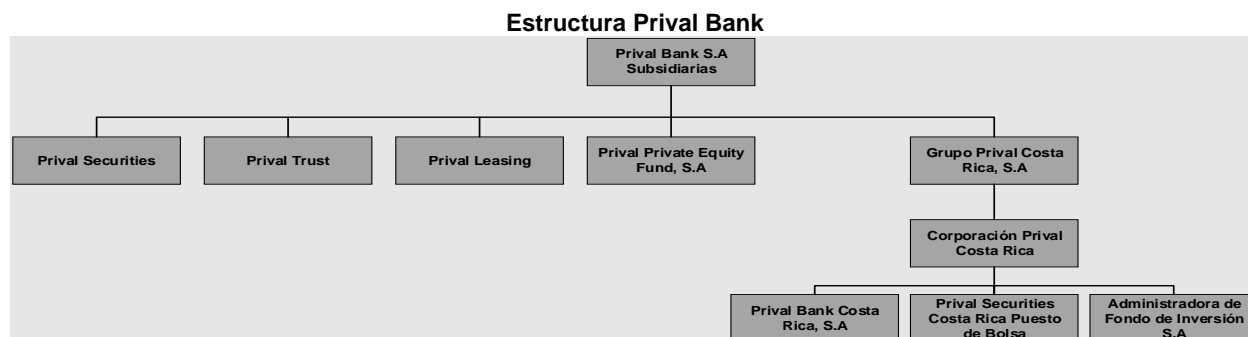 Estructura Prival Bank
Prival Bank S.A
Subsidiarias
Prival Securities
Prival Trust
Prival Leasing
Prival Private Equity
Fund, S.A
Grupo Prival Costa
Rica, S.A
Corporación Prival
Costa Rica
Prival Bank Costa
Rica, S.A
Prival Securities
Costa Rica Puesto
de Bolsa
Administradora de
Fondo de Inversión
S.A